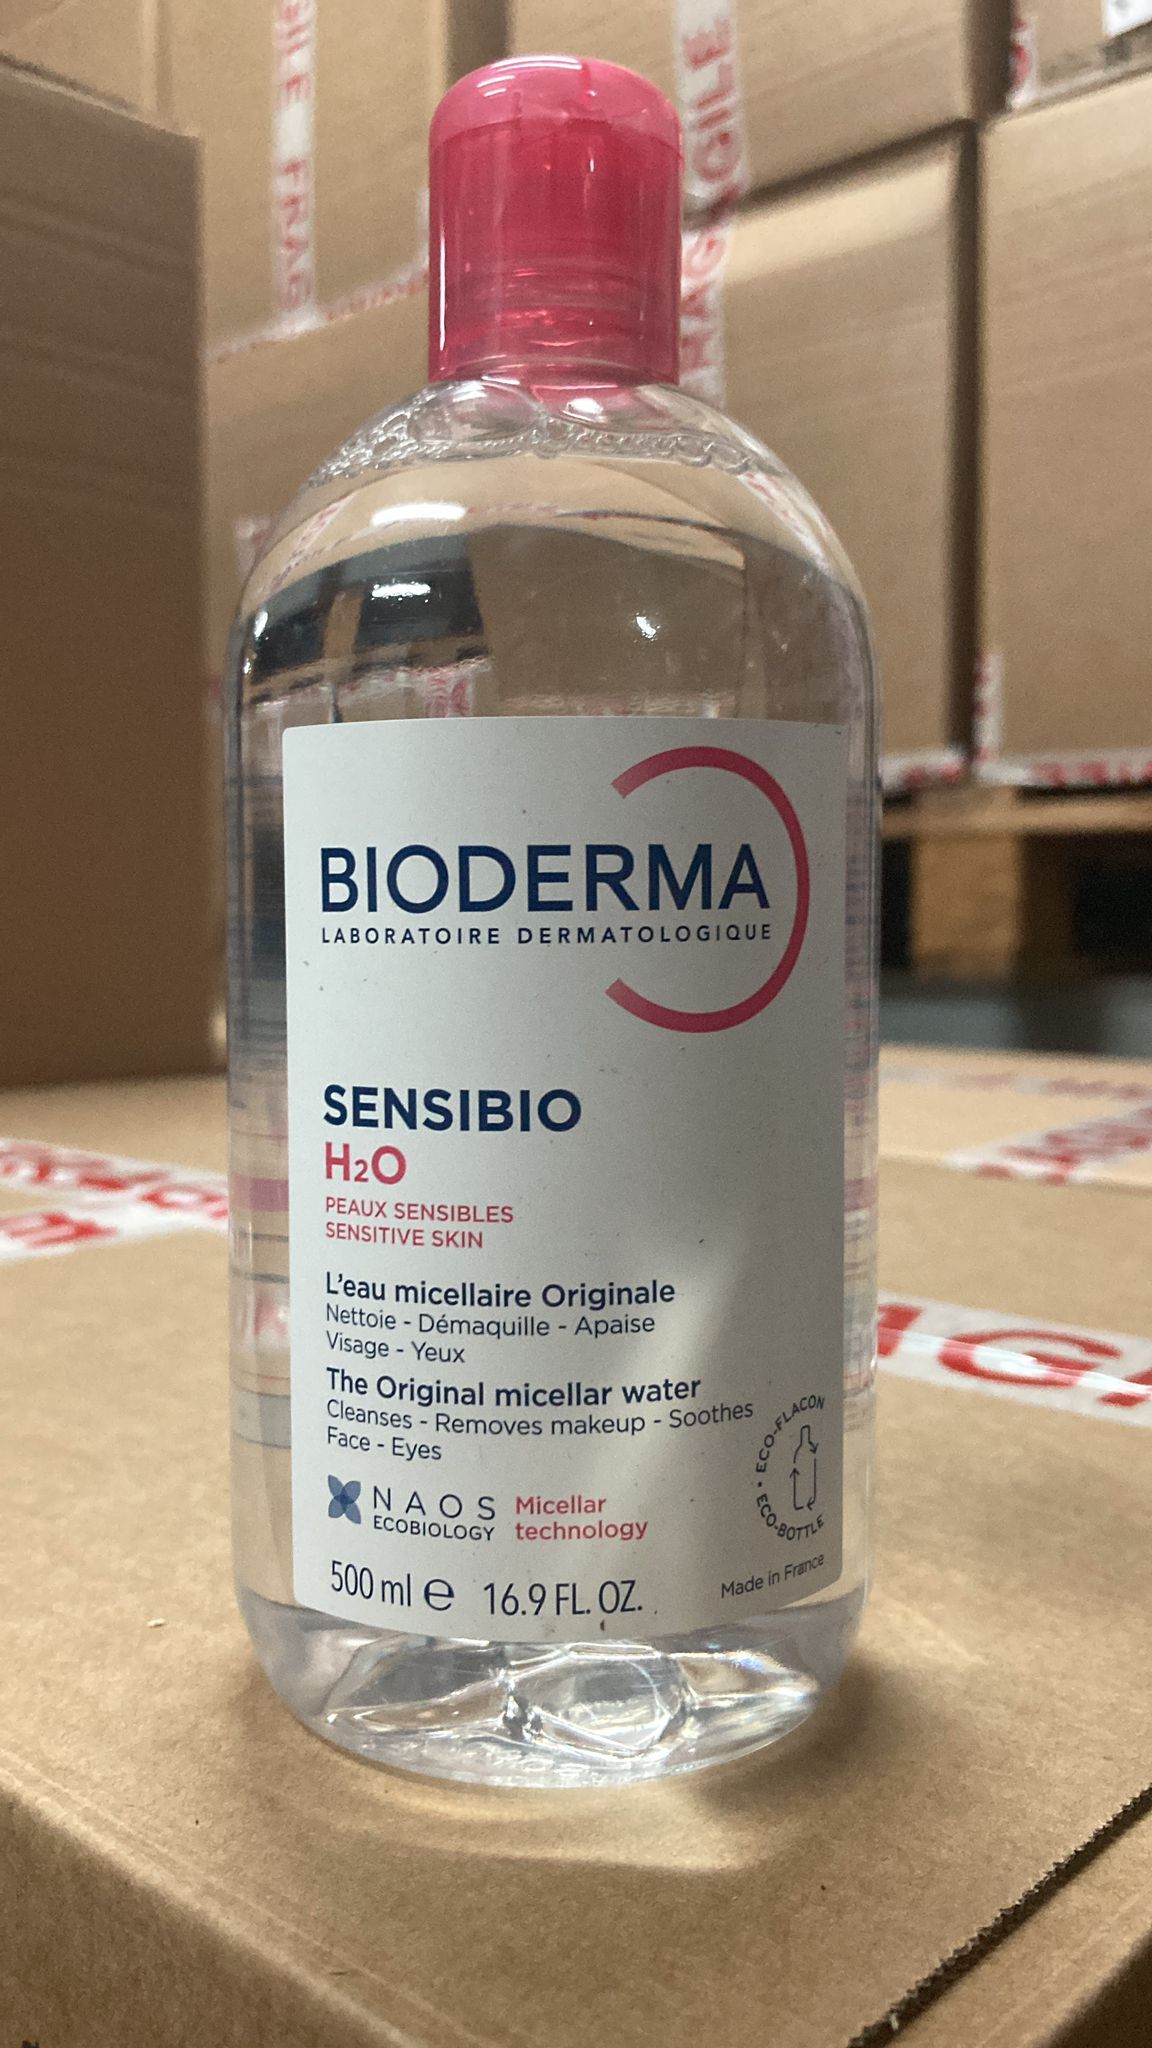 FRAGILE
BIODERMA
LABORATOIRE DERMATOLOGIQUE
SENSIBIO
H2O
PEAUX SENSIBLES
SENSITIVE SKIN
L'eau micellaire Originale
Nettoie - Démaquille - Apaise
Visage - Yeux
The Original micellar water
Cleanses - Removes makeup - Soothes
Face - Eyes
ECO-FLACON • ECO-BOTTLE
NAOS
ECOBIOLOGY
Micellar
technology
500 ml e 16.9 FL. OZ.
Made in France